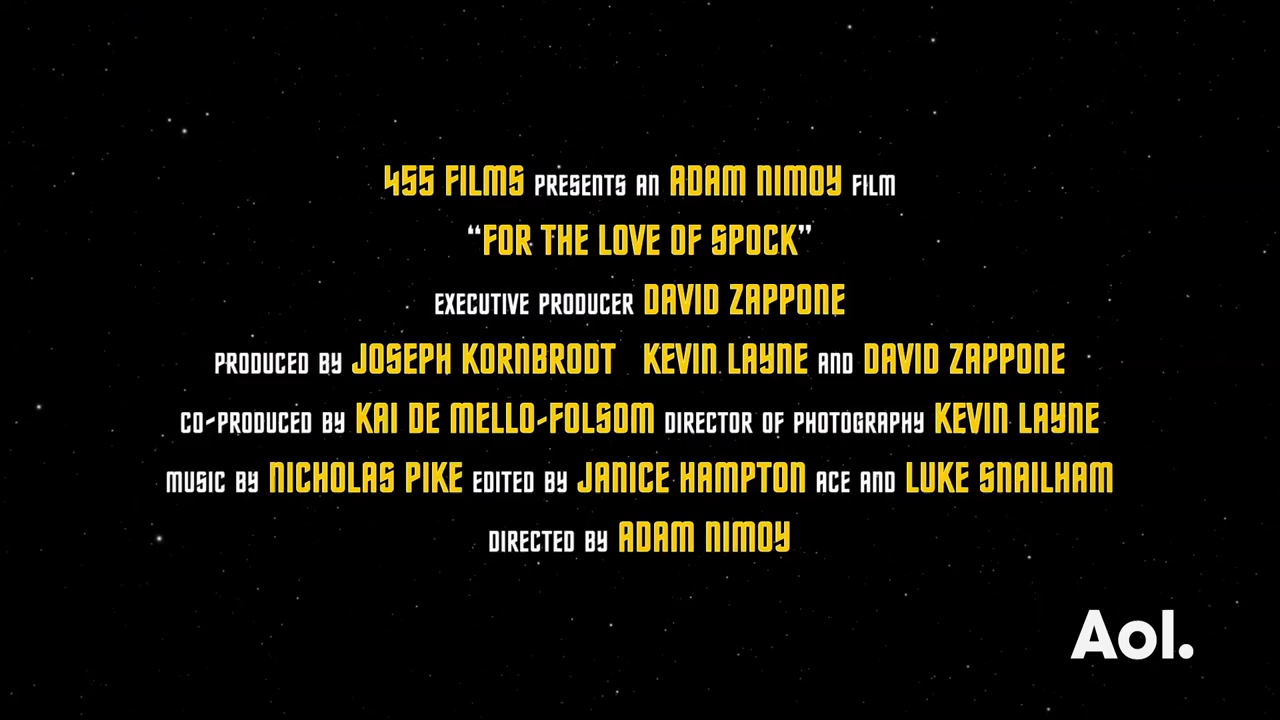 455 FILMS PRESENTS AN ADAM NIMOY FILM
“FOR THE LOVE OF SPOCK”
EXECUTIVE PRODUCER DAVID ZAPPONE
PRODUCED BY JOSEPH KORNBRODT KEVIN LAYNE AND DAVID ZAPPONE
CO-PRODUCED BY KAI DE MELLO-FOLSOM DIRECTOR OF PHOTOGRAPHY KEVIN LAYNE
MUSIC BY NICHOLAS PIKE EDITED BY JANICE HAMPTON ACE AND LUKE SNAILHAM
DIRECTED BY ADAM NIMOY
Aol.